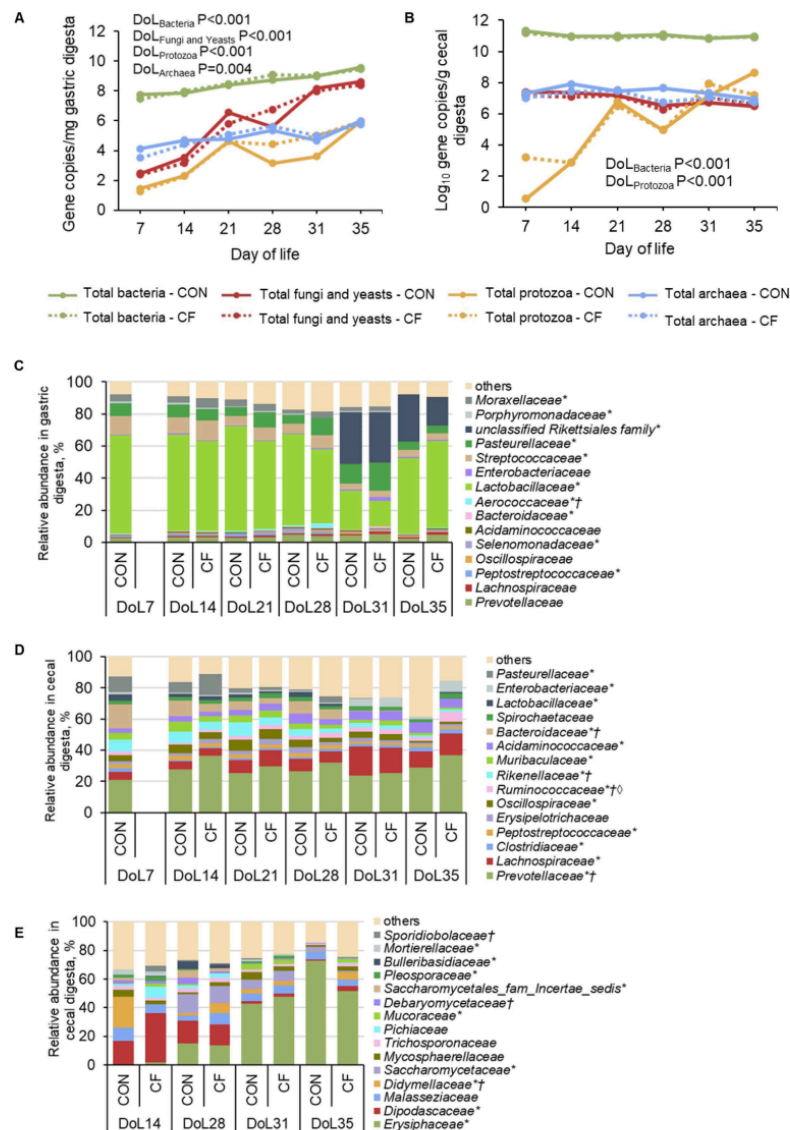 A
DoLBacteria P<0.001
DoLFungi and Yeasts P<0.001
DoLProtozoa P<0.001
DoLArchaea P=0.004
Gene copies/mg gastric digesta
12
10
8
6
4
2
0
7 14 21 28 31 35
Day of life
B
Log10 gene copies/g cecal
digesta
12
10
8
6
4
2
0
DoLBacteria P<0.001
DoLProtozoa P<0.001
7 14 21 28 31 35
Day of life
Total bacteria - CON Total fungi and yeasts - CON Total protozoa - CON Total archaea - CON
Total bacteria - CF Total fungi and yeasts - CF Total protozoa - CF Total archaea - CF
C
Relative abundance in gastric
digesta, %
100
80
60
40
20
0
CON CON CF CON CF CON CF CON CF CON CF
DoL7 DoL14 DoL21 DoL28 DoL31 DoL35
others
Moraxellaceae*
Porphyromonadaceae*
unclassified Rikettsiales family*
Pasteurellaceae*
Streptococcaceae*
Enterobacteriaceae
Lactobacillaceae*
Aerococcaceae*†
Bacteroidaceae*
Acidaminococcaceae
Selenomonadaceae*
Oscillospiraceae
Peptostreptococcaceae*
Lachnospiraceae
Prevotellaceae
D
Relative abundance in cecal
digesta, %
100
80
60
40
20
0
CON CON CF CON CF CON CF CON CF CON CF
DoL7 DoL14 DoL21 DoL28 DoL31 DoL35
others
Pasteurellaceae*
Enterobacteriaceae*
Lactobacillaceae*
Spirochaetaceae
Bacteroidaceae*†
Acidaminococcaceae*
Muribaculaceae*
Rikenellaceae*†
Ruminococcaceae*†◊
Oscillospiraceae*
Erysipelotrichaceae
Peptostreptococcaceae*
Clostridiaceae*
Lachnospiraceae*
Prevotellaceae*†
E
Relative abundance in
cecal digesta, %
100
80
60
40
20
0
CON CF CON CF CON CF CON CF
DoL14 DoL28 DoL31 DoL35
others
Sporidiobolaceae†
Mortierellaceae*
Bulleribasidiaceae*
Pleosporaceae*
Saccharomycetales_fam_Incertae_sedis*
Debaryomycetaceae†
Mucoraceae*
Pichiaceae
Trichosporonaceae
Mycosphaerellaceae
Saccharomycetaceae*
Didymellaceae*†
Malasseziaceae
Dipodascaceae*
Erysiphaceae*